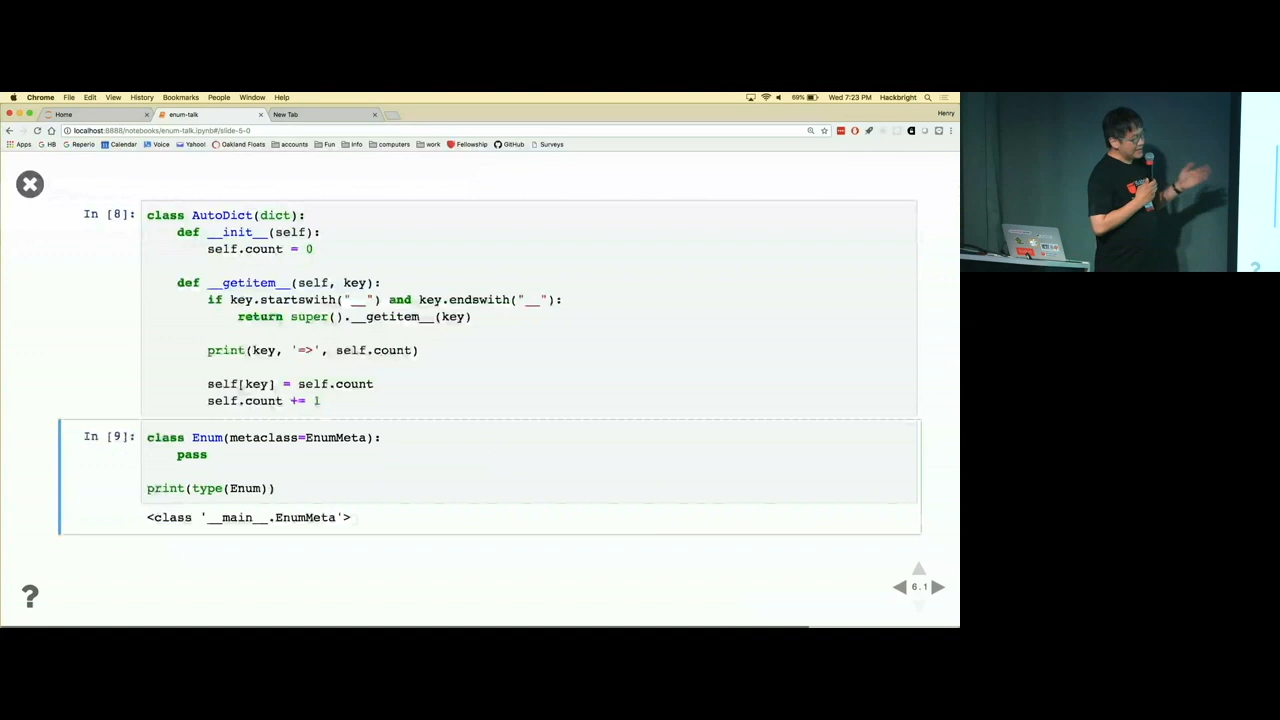 Chrome File Edit View History Bookmarks People Window Help 69% Wed 7:23 PM Hackbright
Home enum-talk New Tab Henry
localhost:8888/notebooks/enum-talk.ipynb#/slide-5-0
Apps HB Reperio Calendar Voice Yahoo! Oakland Floats accounts Fun Info computers work Fellowship GitHub Surveys
In [8]: class AutoDict(dict):
def __init__(self):
self.count = 0
def __getitem__(self, key):
if key.startswith("__") and key.endswith("__"):
return super().__getitem__(key)
print(key, '=>', self.count)
self[key] = self.count
self.count += 1
In [9]: class Enum(metaclass=EnumMeta):
pass
print(type(Enum))
<class '__main__.EnumMeta'>
?
6.1